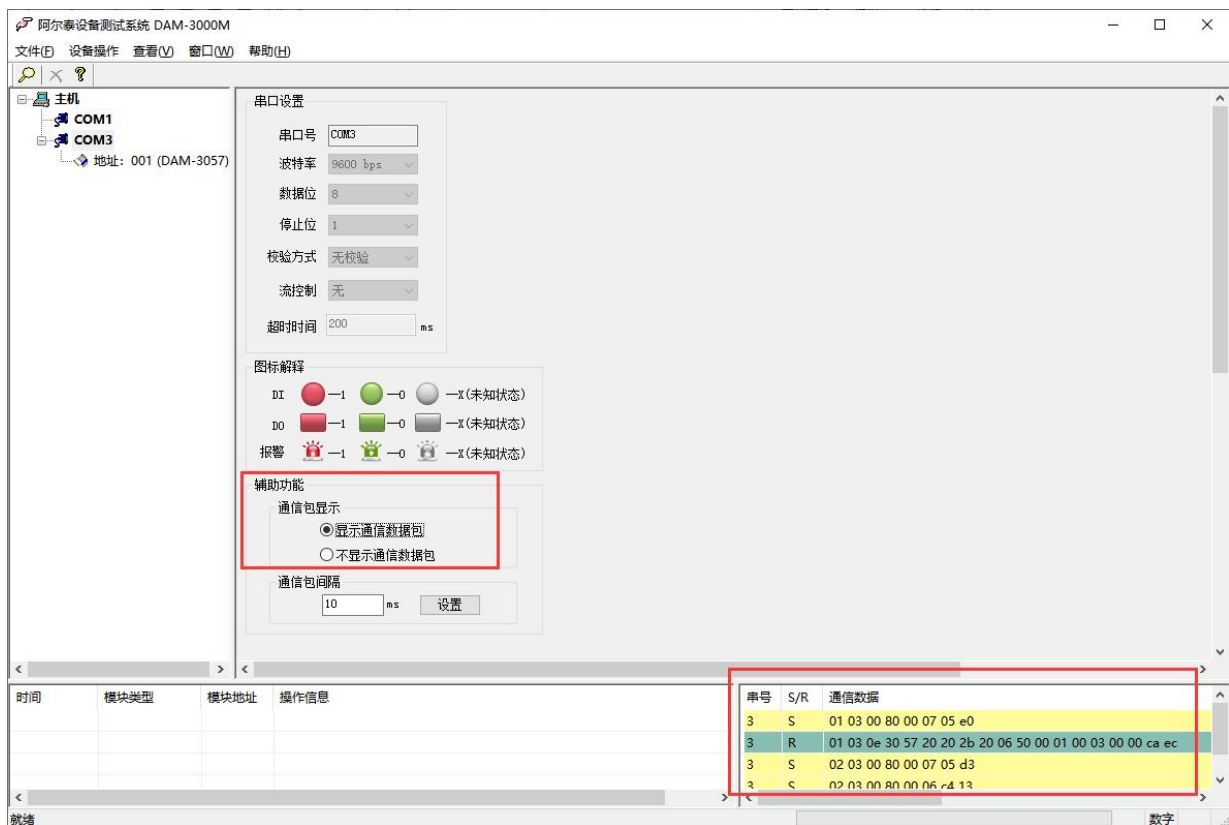 阿尔泰设备测试系统 DAM-3000M
文件(F) 设备操作 查看(V) 窗口(W) 帮助(H)
主机
COM1
COM3
地址: 001 (DAM-3057)
串口设置
串口号 COM3
波特率 9600 bps
数据位 8
停止位 1
校验方式 无校验
流控制 无
超时时间 200 ms
图标解释
DI —1 —0 —X(未知状态)
DO —1 —0 —X(未知状态)
报警 —1 —0 —X(未知状态)
辅助功能
通信包显示
显示通信数据包
不显示通信数据包
通信包间隔
10 ms 设置
时间 模块类型 模块地址 操作信息
串号 S/R 通信数据
3 S 01 03 00 80 00 07 05 e0
3 R 01 03 0e 30 57 20 20 2b 20 06 50 00 01 00 03 00 00 ca ec
3 S 02 03 00 80 00 07 05 d3
3 S 02 03 00 80 00 06 c4 13
就绪 数字